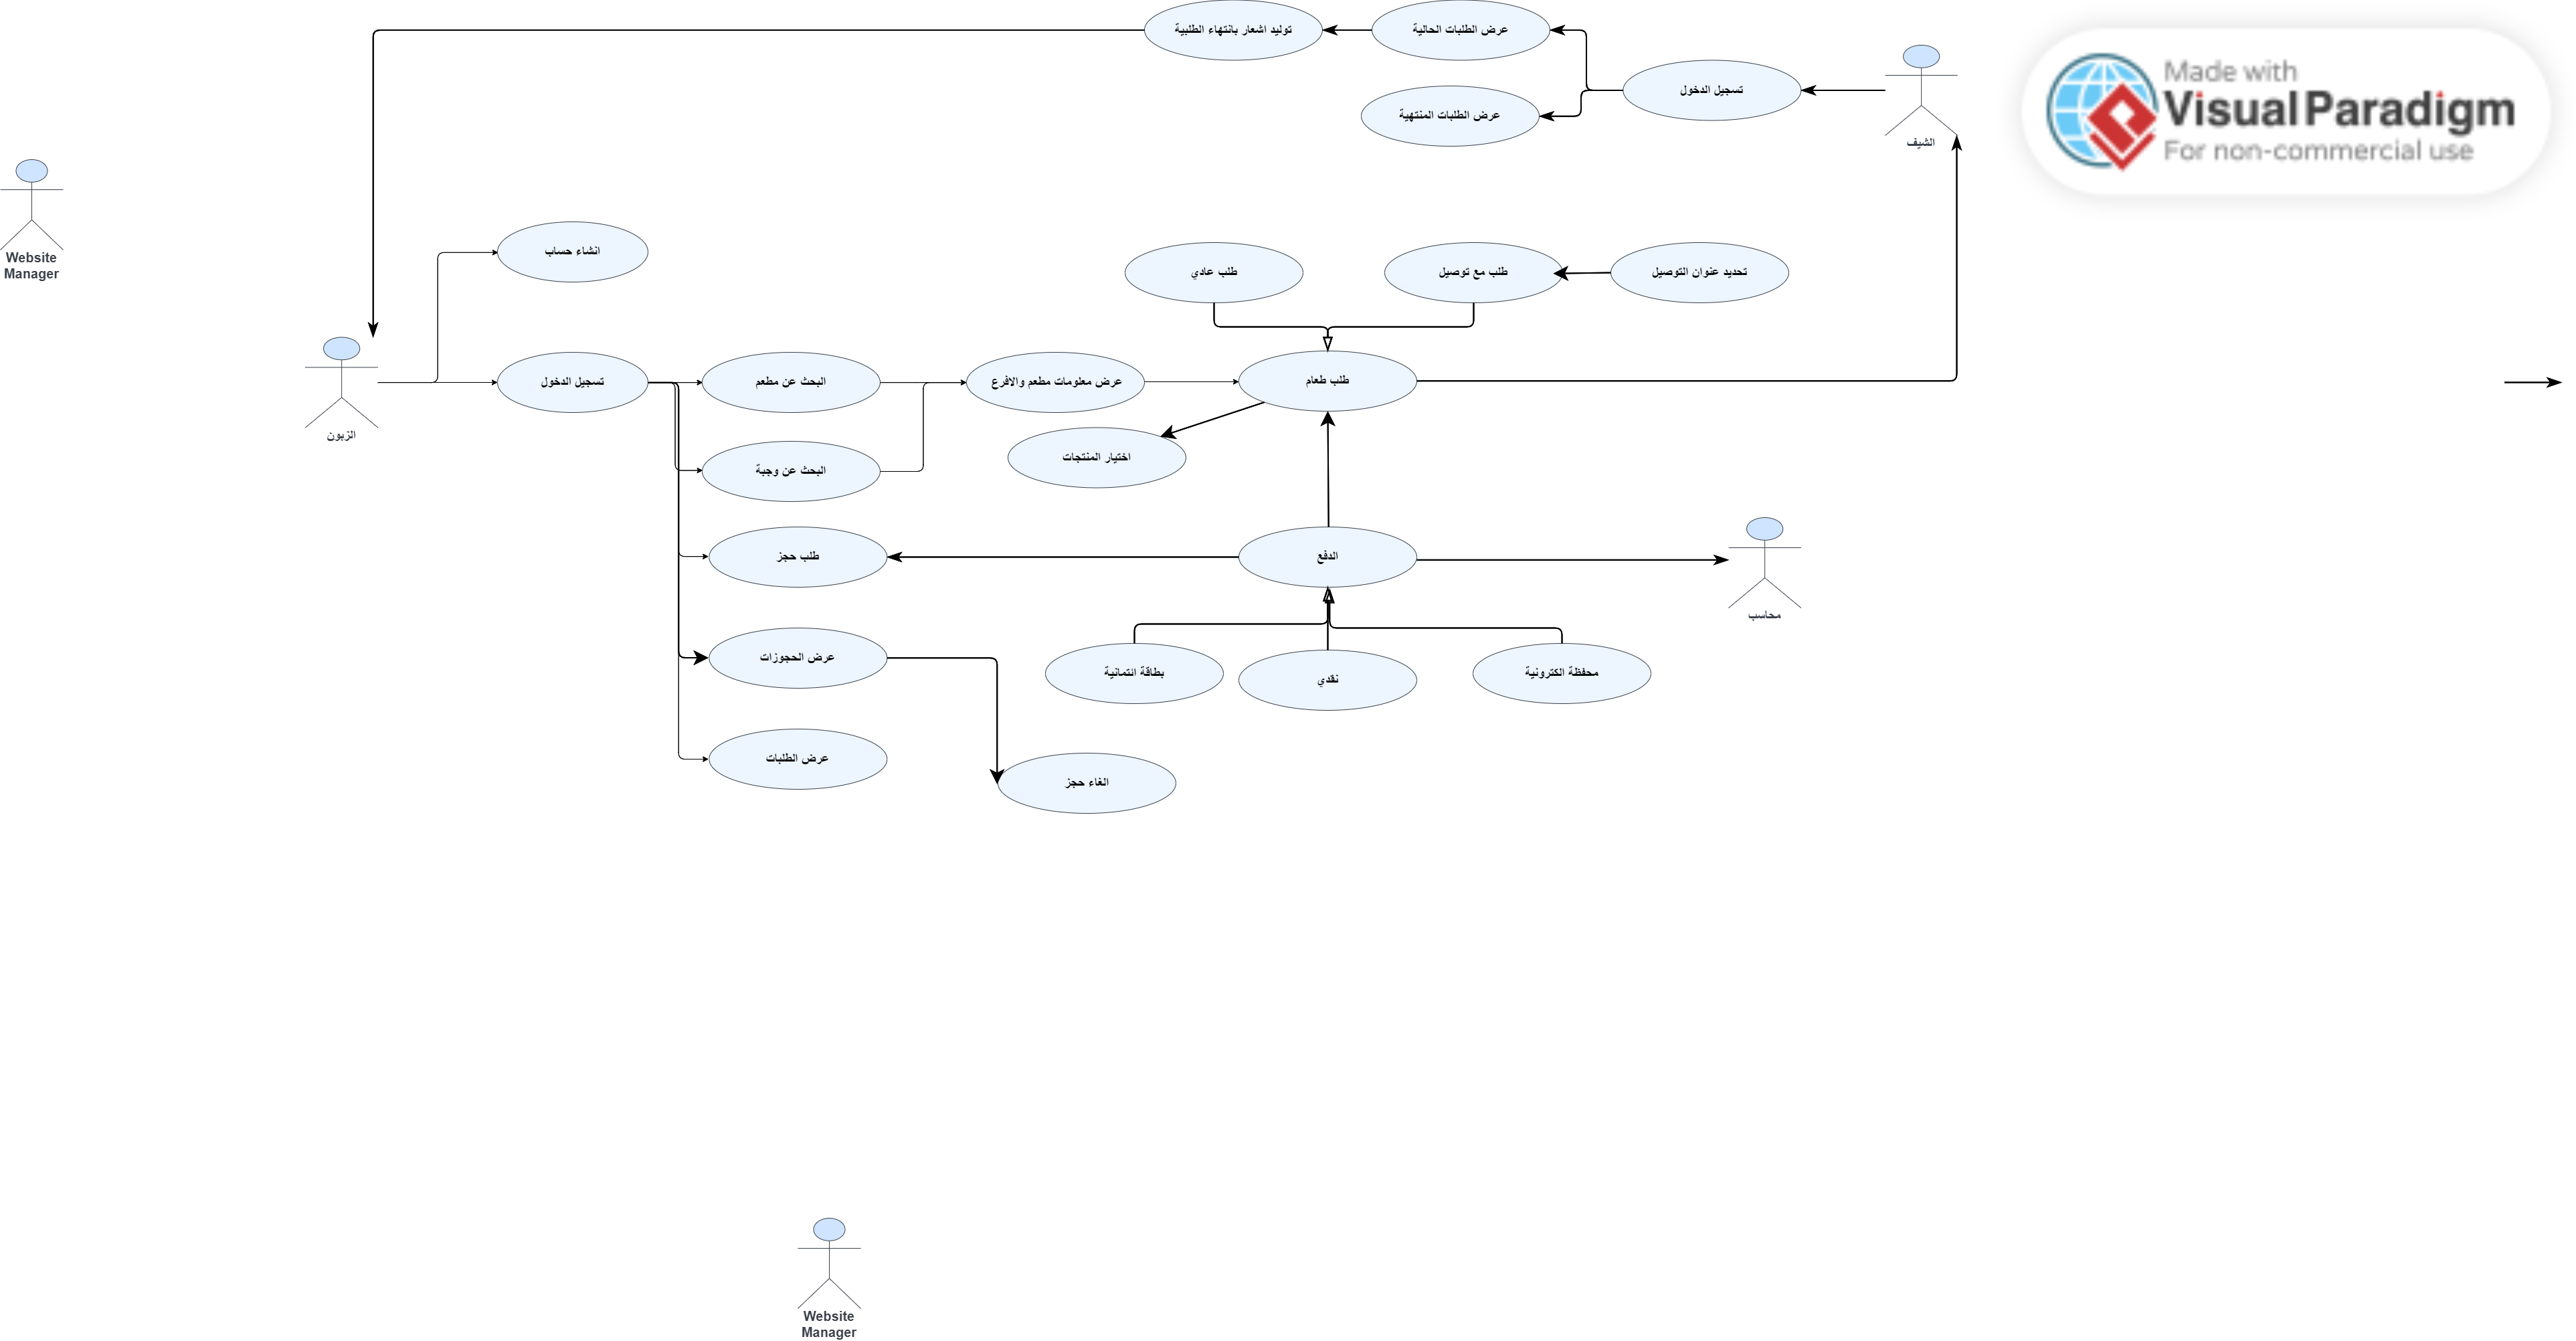 توليد اشعار بانتهاء الطلبية
عرض الطلبات الحالية
تسجيل الدخول
عرض الطلبات المنتهية
الشيف
Made with
Visual Paradigm
For non-commercial use
Website
Manager
انشاء حساب
طلب عادي
طلب مع توصيل
تحديد عنوان التوصيل
الزبون
تسجيل الدخول
البحث عن مطعم
عرض معلومات مطعم والافرع
طلب طعام
اختيار المنتجات
البحث عن وجبة
طلب حجز
الدفع
محاسب
عرض الحجوزات
بطاقة ائتمانية
نقدي
محفظة الكترونية
عرض الطلبات
الغاء حجز
Website
Manager